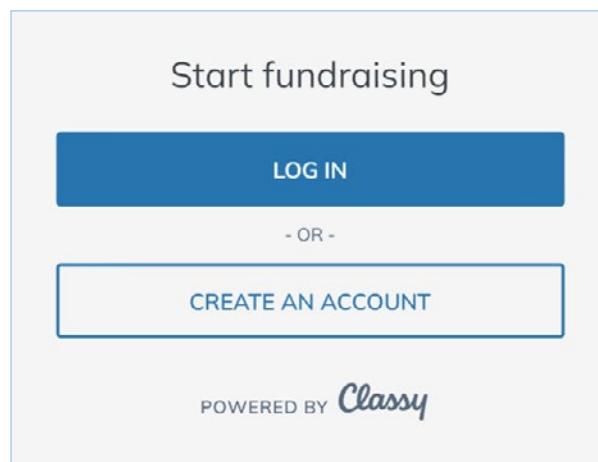 Start fundraising
LOG IN
- OR -
CREATE AN ACCOUNT
POWERED BY Classy